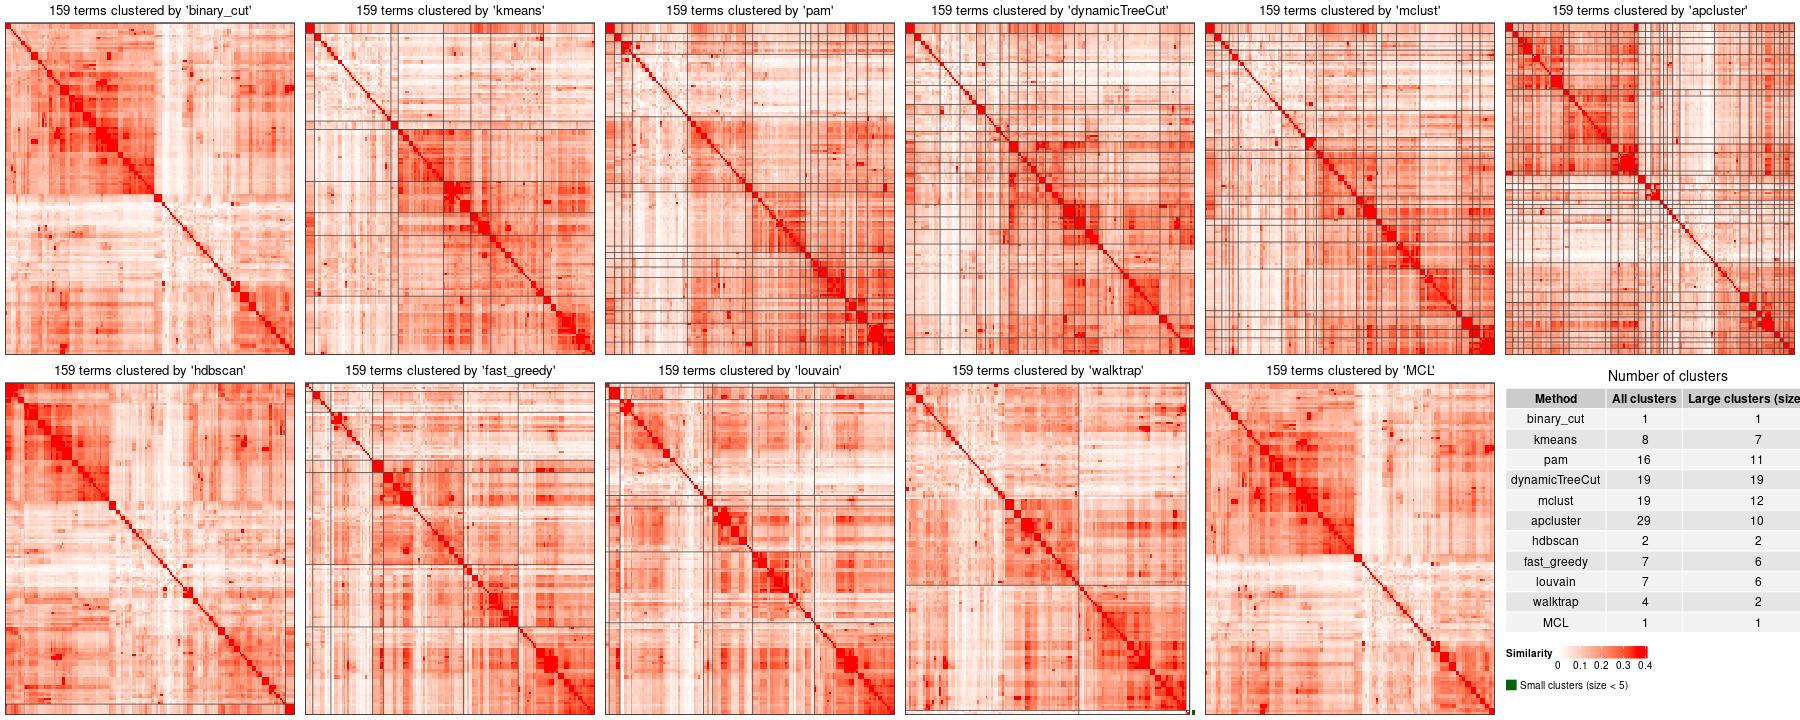 159 terms clustered by 'binary_cut'
159 terms clustered by 'kmeans'
159 terms clustered by 'pam'
159 terms clustered by 'dynamicTreeCut'
159 terms clustered by 'mclust'
159 terms clustered by 'apcluster'
159 terms clustered by 'hdbscan'
159 terms clustered by 'fast_greedy'
159 terms clustered by 'louvain'
159 terms clustered by 'walktrap'
159 terms clustered by 'MCL'
Number of clusters
Method All clusters Large clusters (size
binary_cut 1 1
kmeans 8 7
pam 16 11
dynamicTreeCut 19 19
mclust 19 12
apcluster 29 10
hdbscan 2 2
fast_greedy 7 6
louvain 7 6
walktrap 4 2
MCL 1 1
Similarity
0 0.1 0.2 0.3 0.4
Small clusters (size < 5)